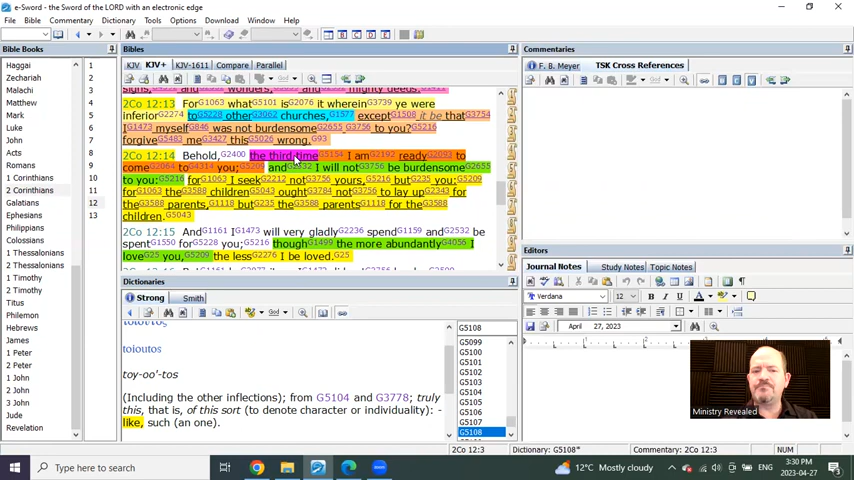 e-Sword - the Sword of the LORD with an electronic edge
File Bible Commentary Dictionary Tools Options Download Window Help
Bible Books
Haggai
Zechariah
Malachi
Matthew
Mark
Luke
John
Acts
Romans
1 Corinthians
2 Corinthians
Galatians
Ephesians
Philippians
Colossians
1 Thessalonians
2 Thessalonians
1 Timothy
2 Timothy
Titus
Philemon
Hebrews
James
1 Peter
2 Peter
1 John
2 John
3 John
Jude
Revelation
1
2
3
4
5
6
7
8
9
10
11
12
13
Bibles
KJV KJV+ KJV-1611 Compare Parallel
signs, and wonders, and mighty deeds.
2Co 12:13 For G1063 what G5101 is G2076 it wherein G3739 ye were
inferior G2274 to G5228 other G3062 churches, G1577 except G1508 it be that G3754
I G1473 myself G846 was not burdensome G2655 G3756 to you? G5216
forgive G5483 me G3427 this G5026 wrong. G93
2Co 12:14 Behold, G2400 the third time G5154 I am G2192 ready G2093 to
come G2064 to G4314 you; G5209 and G2532 I will not G3756 be burdensome G2655
to you: G5216 for G1063 I seek G2212 not G3756 yours, G5216 but G235 you: G5209
for G1063 the G3588 children G5043 ought G3784 not G3756 to lay up G2343 for
the G3588 parents, G1118 but G235 the G3588 parents G1118 for the G3588
children. G5043
2Co 12:15 And G1161 I G1473 will very gladly G2236 spend G1159 and G2532 be
spent G1550 for G5228 you; G5216 though G1499 the more abundantly G4056 I
love G25 you, G5209 the less G2276 I be loved. G25
Dictionaries
Strong Smith
τοιοῦτος
toioutos
toy-oo'-tos
(Including the other inflections); from G5104 and G3778; truly
this, that is, of this sort (to denote character or individuality): -
like, such (an one).
G5108
G5099
G5100
G5101
G5102
G5103
G5104
G5105
G5106
G5107
G5108
Commentaries
F. B. Meyer TSK Cross References
Editors
Journal Notes Study Notes Topic Notes
Verdana 12 B I U A
April 27, 2023
Ministry Revealed
2Co 12:3 Dictionary: G5108* Commentary: 2Co 12:3 NUM
Type here to search
12°C Mostly cloudy
ENG
3:30 PM
2023-04-27
3